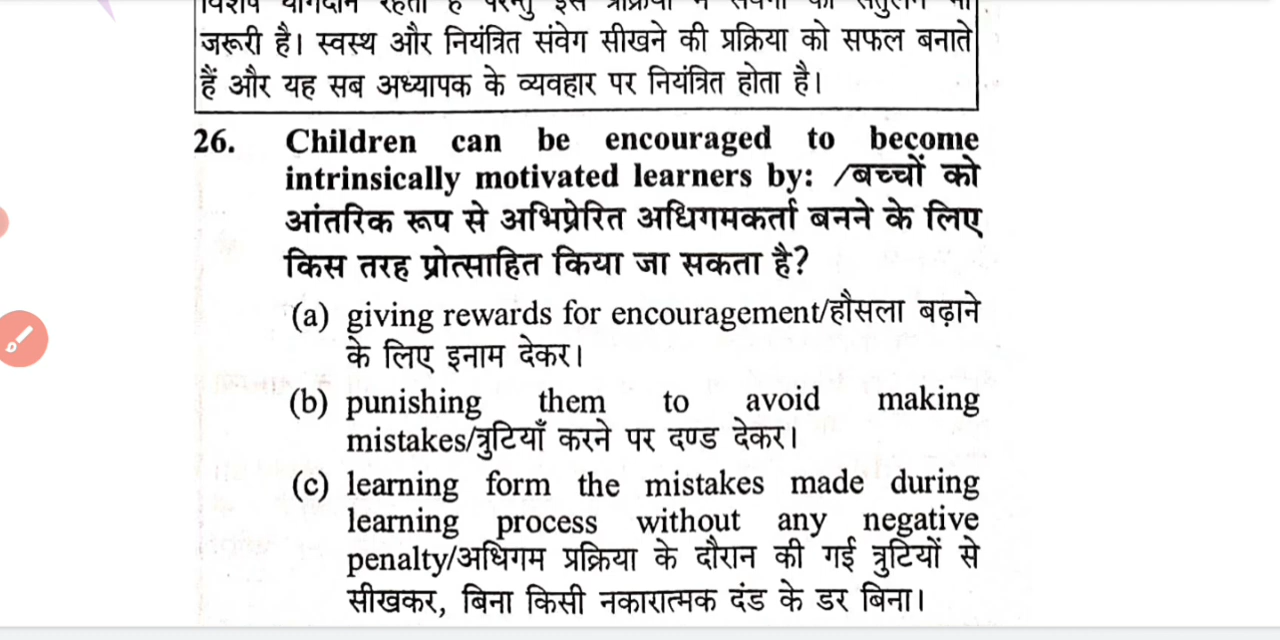 जरूरी है। स्वस्थ और नियंत्रित संवेग सीखने की प्रक्रिया को सफल बनाते
हैं और यह सब अध्यापक के व्यवहार पर नियंत्रित होता है।
26. Children can be encouraged to become
intrinsically motivated learners by: /बच्चों को
आंतरिक रूप से अभिप्रेरित अधिगमकर्ता बनने के लिए
किस तरह प्रोत्साहित किया जा सकता है?
(a) giving rewards for encouragement/हौसला बढ़ाने
के लिए इनाम देकर।
(b) punishing them to avoid making
mistakes/त्रुटियाँ करने पर दण्ड देकर।
(c) learning form the mistakes made during
learning process without any negative
penalty/अधिगम प्रक्रिया के दौरान की गई त्रुटियों से
सीखकर, बिना किसी नकारात्मक दंड के डर बिना।